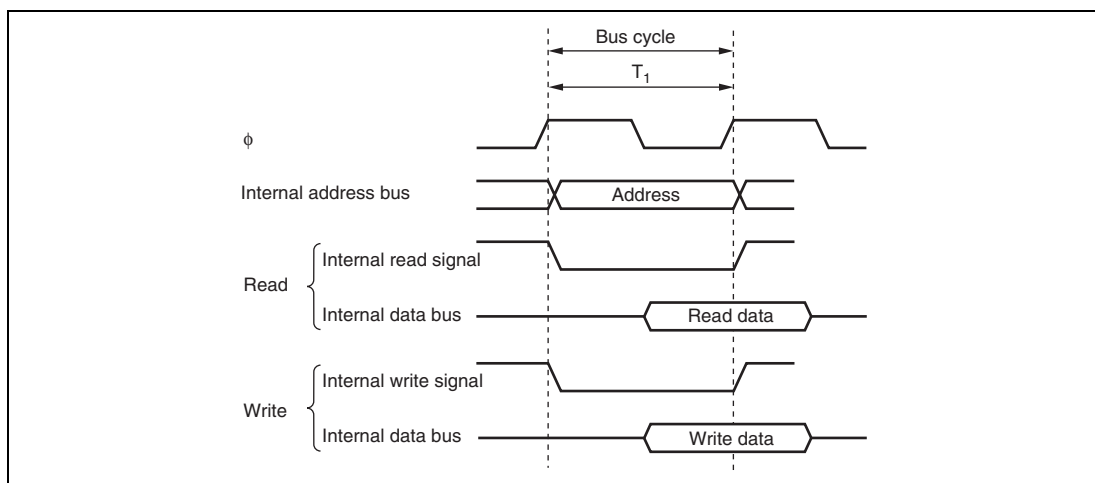 Bus cycle
T1
ϕ
Internal address bus
Address
Read
Internal read signal
Internal data bus
Read data
Write
Internal write signal
Internal data bus
Write data